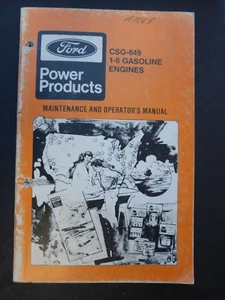 Ford
Power
Products
CSG-649
1-6 GASOLINE
ENGINES
MAINTENANCE AND OPERATOR'S MANUAL